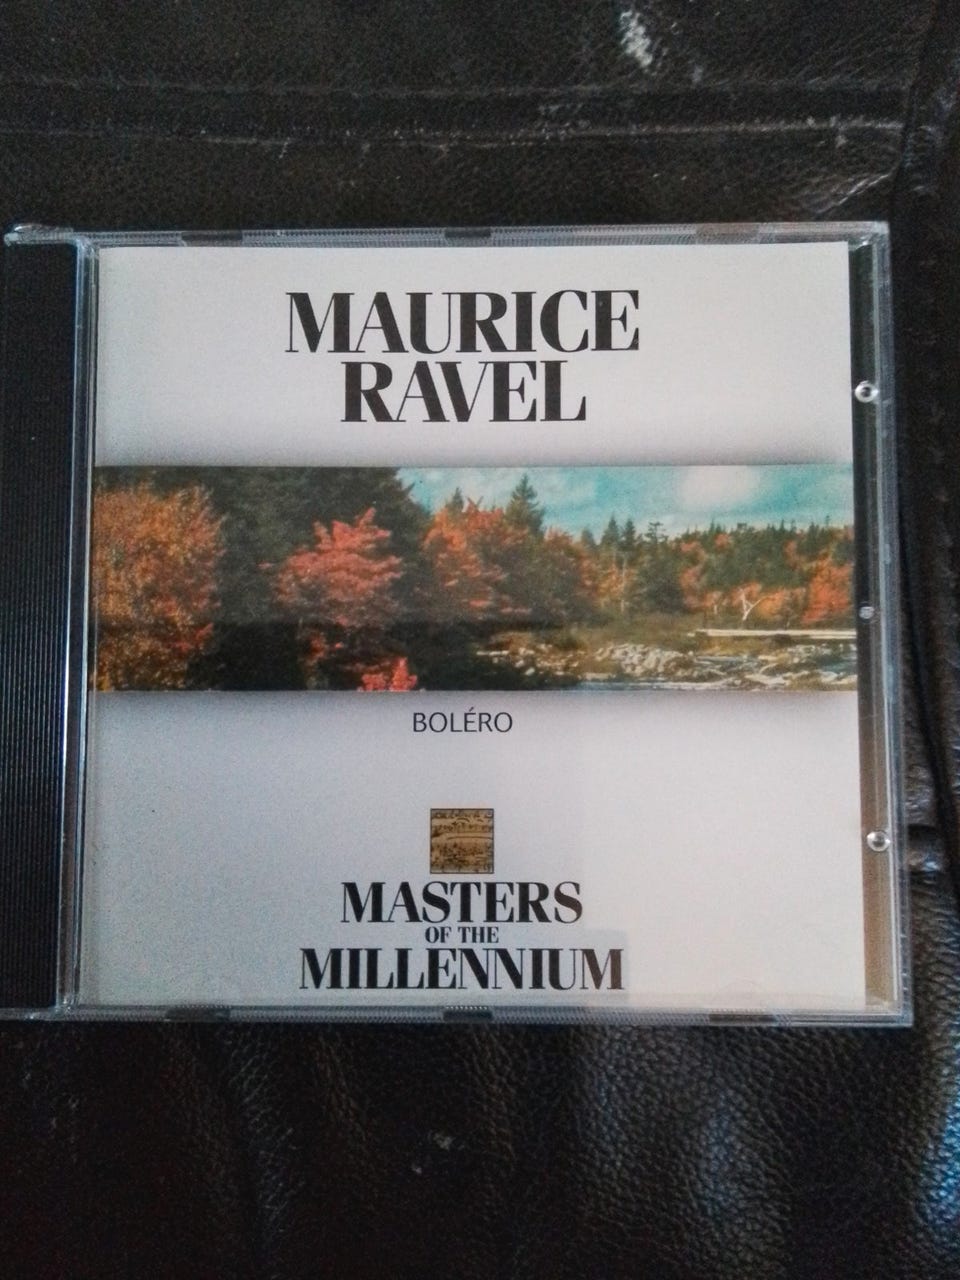 MAURICE
RAVEL
BOLÉRO
MASTERS
OF THE
MILLENNIUM